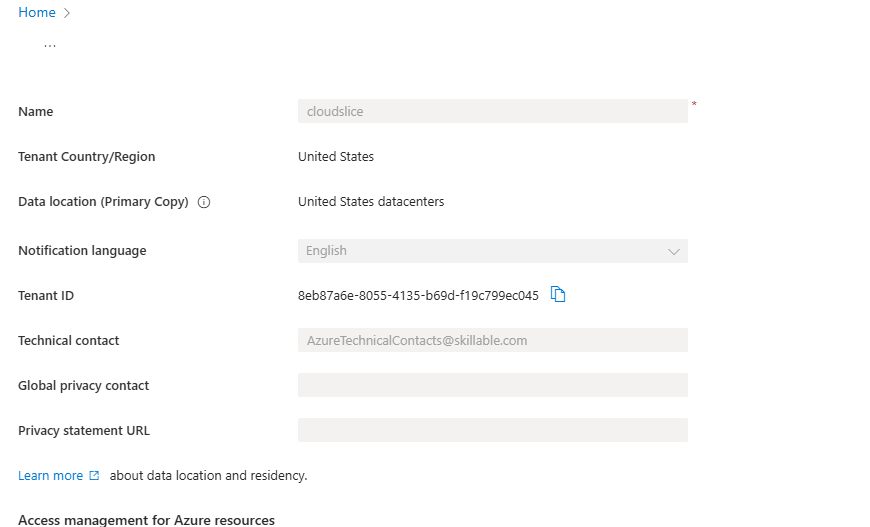 Home >
...
Name cloudslice *
Tenant Country/Region United States
Data location (Primary Copy) United States datacenters
Notification language English
Tenant ID 8eb87a6e-8055-4135-b69d-f19c799ec045
Technical contact AzureTechnicalContacts@skillable.com
Global privacy contact
Privacy statement URL
Learn more about data location and residency.
Access management for Azure resources